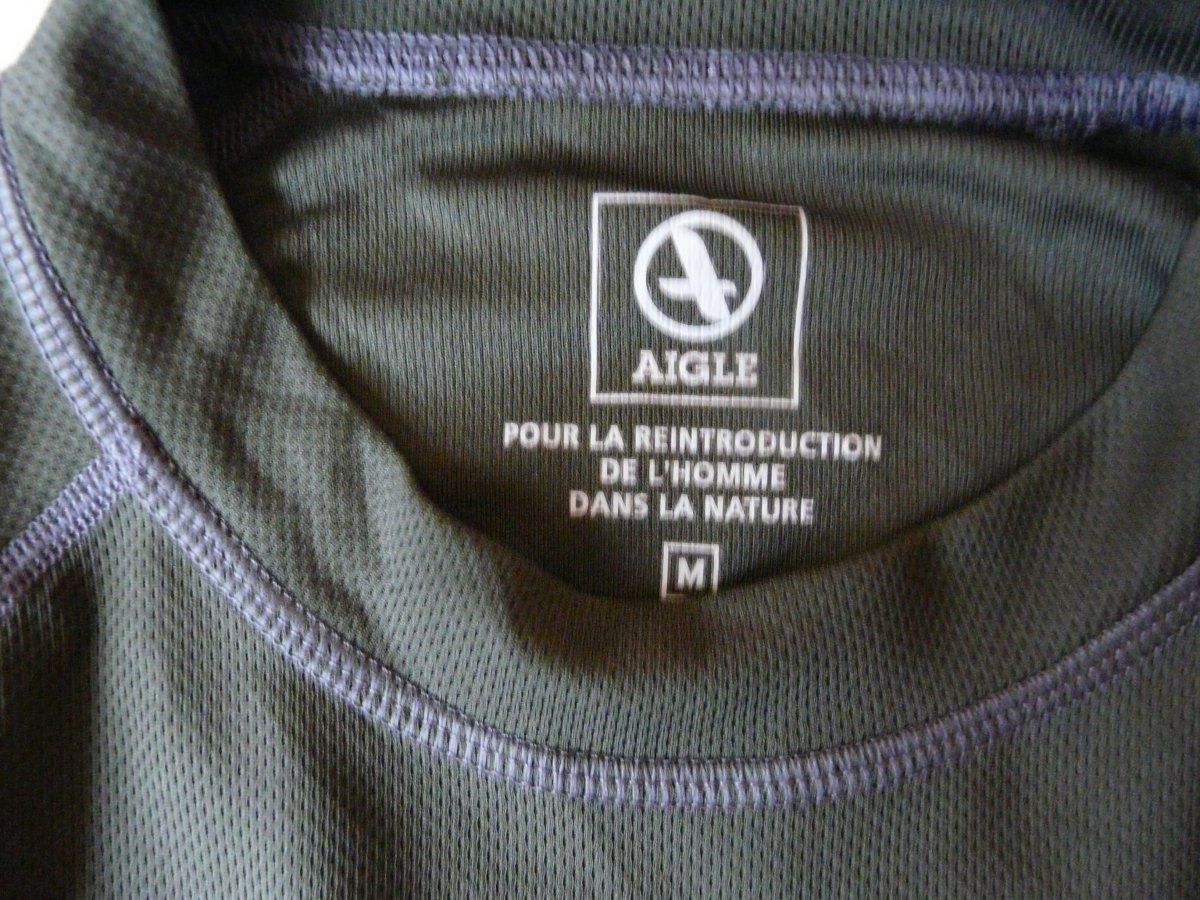 AIGLE
POUR LA REINTRODUCTION
DE L'HOMME
DANS LA NATURE
M